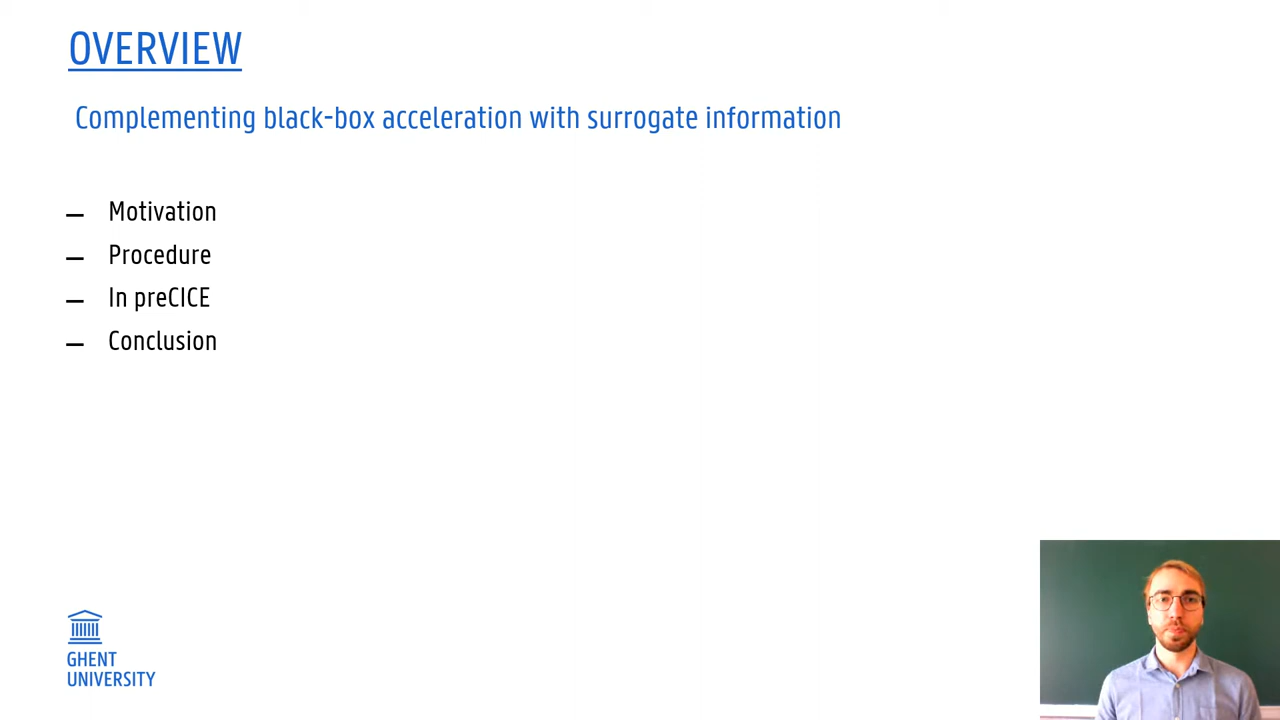 OVERVIEW
Complementing black-box acceleration with surrogate information
– Motivation
– Procedure
– In preCICE
– Conclusion
GHENT
UNIVERSITY